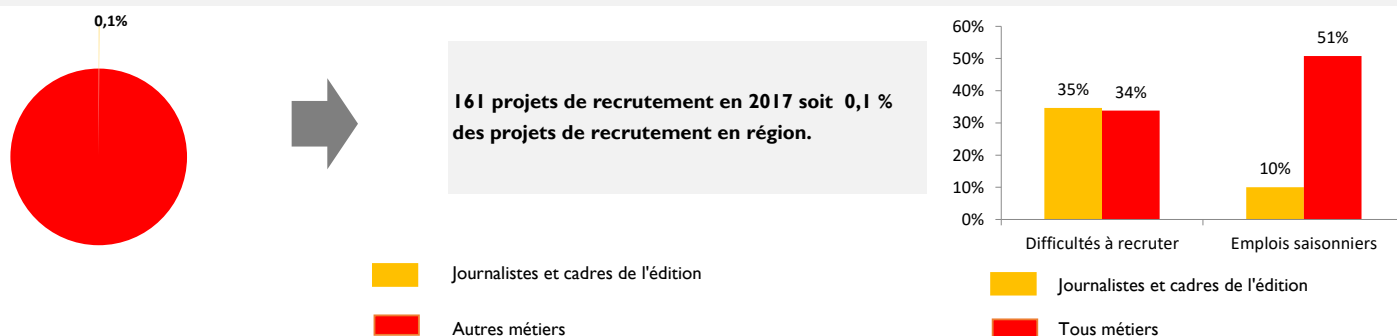 0,1%
161 projets de recrutement en 2017 soit 0,1 %
des projets de recrutement en région.
Journalistes et cadres de l'édition
Autres métiers
60%
50%
40%
30%
20%
10%
0%
35%
34%
10%
51%
Difficultés à recruter
Emplois saisonniers
Journalistes et cadres de l'édition
Tous métiers